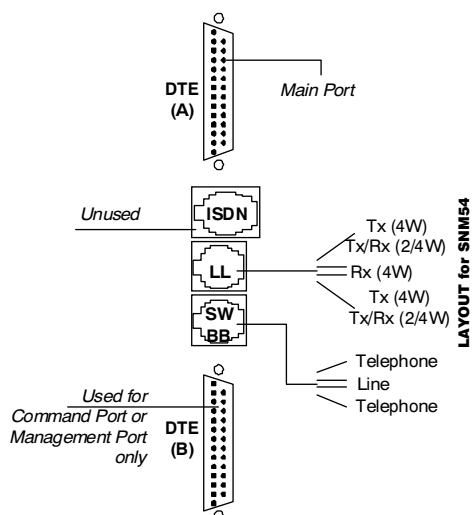 DTE
(A)
Main Port
ISDN
Unused
LL
Tx (4W)
Tx/Rx (2/4W)
Rx (4W)
Tx (4W)
Tx/Rx (2/4W)
SW
BB
Telephone
Line
Telephone
Used for
Command Port or
Management Port
only
DTE
(B)
LAYOUT for SNM54